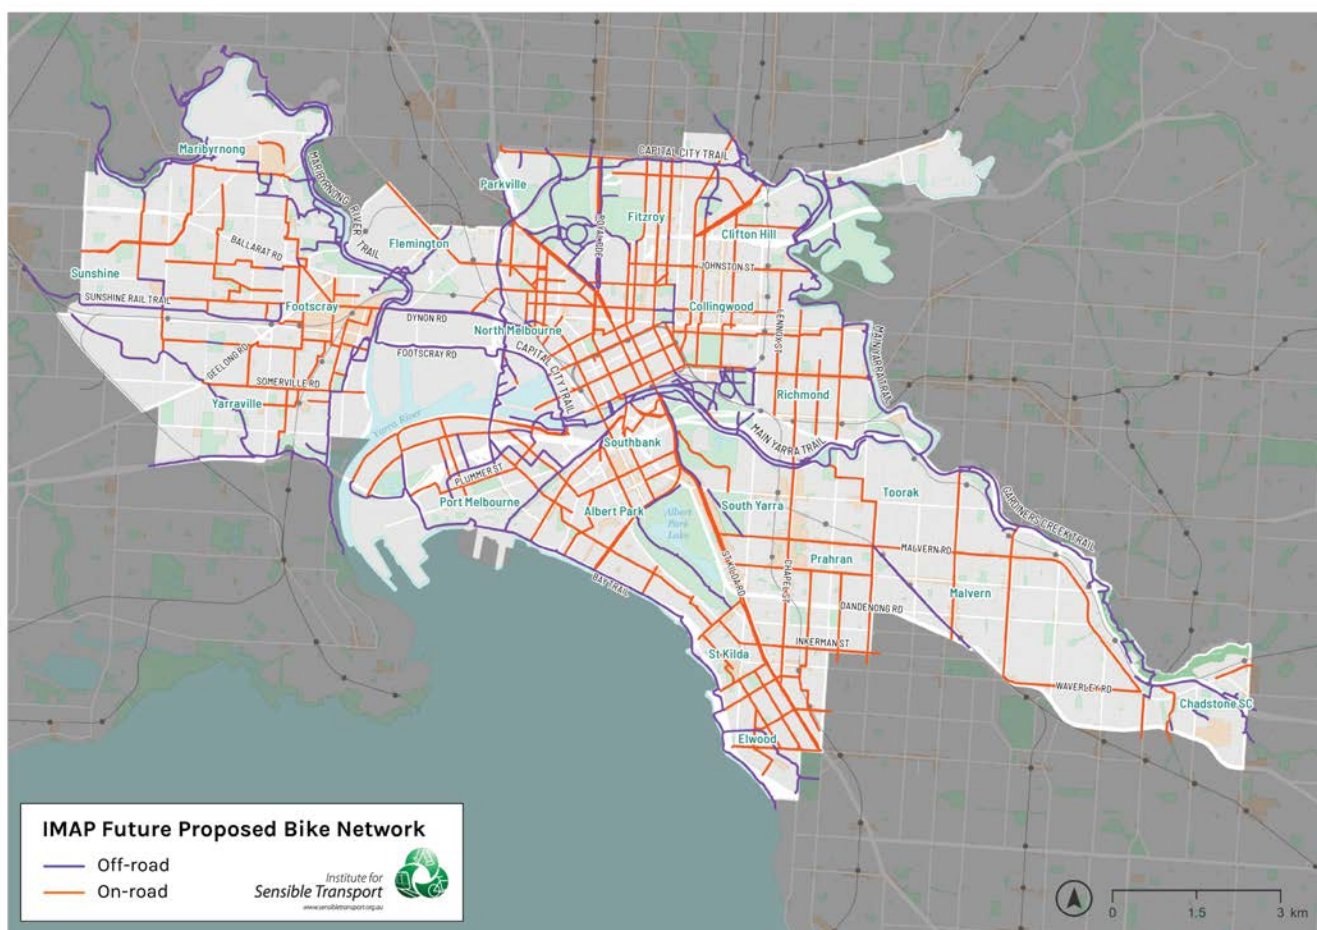 CAPITAL CITY TRAIL
Maribyrnong
MARIBYRNONG RIVER TRAIL
Parkville
Fitzroy
ROYAL PDE
Clifton Hill
Flemington
BALLARAT RD
Sunshine
JOHNSTON ST
SUNSHINE RAIL TRAIL
Footscray
Collingwood
DYNON RD
North Melbourne
LENNOX ST
MAIN YARRA TRAIL
FOOTSCRAY RD
CAPITAL CITY TRAIL
GEELONG RD
SOMERVILLE RD
Yarraville
Richmond
Yarra River
Southbank
MAIN YARRA TRAIL
PLUMMER ST
Port Melbourne
Albert Park
Albert
Park
Lake
South Yarra
Toorak
GARDINERS CREEK TRAIL
MALVERN RD
Prahran
ST KILDA RD
CHAPEL ST
BAY TRAIL
Malvern
DANDENONG RD
INKERMAN ST
St Kilda
WAVERLEY RD
Chadstone SC
Elwood
IMAP Future Proposed Bike Network
Off-road
On-road
Institute for
Sensible Transport
www.sensibletransport.org.au
0 1.5 3 km